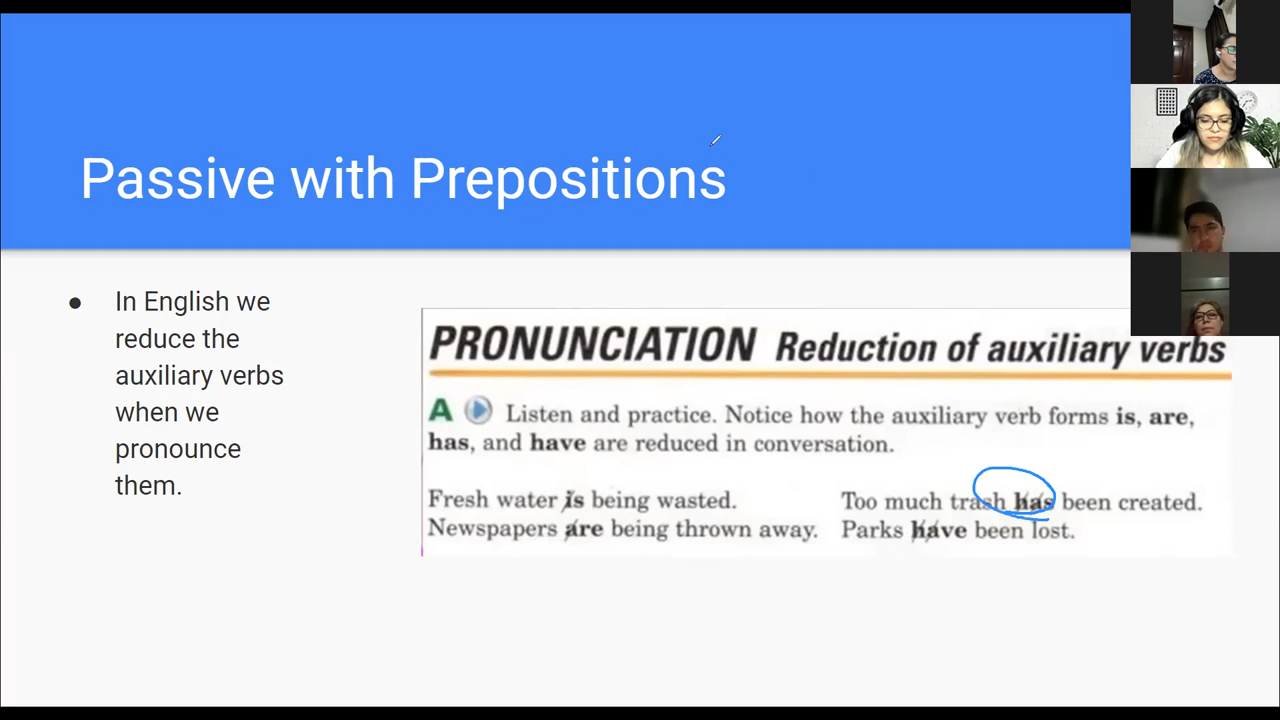 Passive with Prepositions
● In English we
reduce the
auxiliary verbs
when we
pronounce
them.
PRONUNCIATION Reduction of auxiliary verbs
A Listen and practice. Notice how the auxiliary verb forms is, are,
has, and have are reduced in conversation.
Fresh water is being wasted. Too much trash has been created.
Newspapers are being thrown away. Parks have been lost.